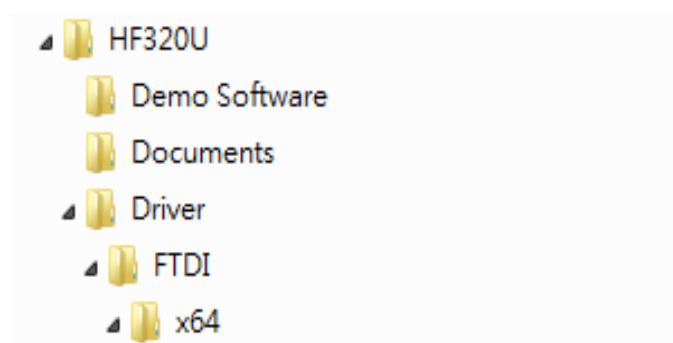 HF320U
Demo Software
Documents
Driver
FTDI
x64